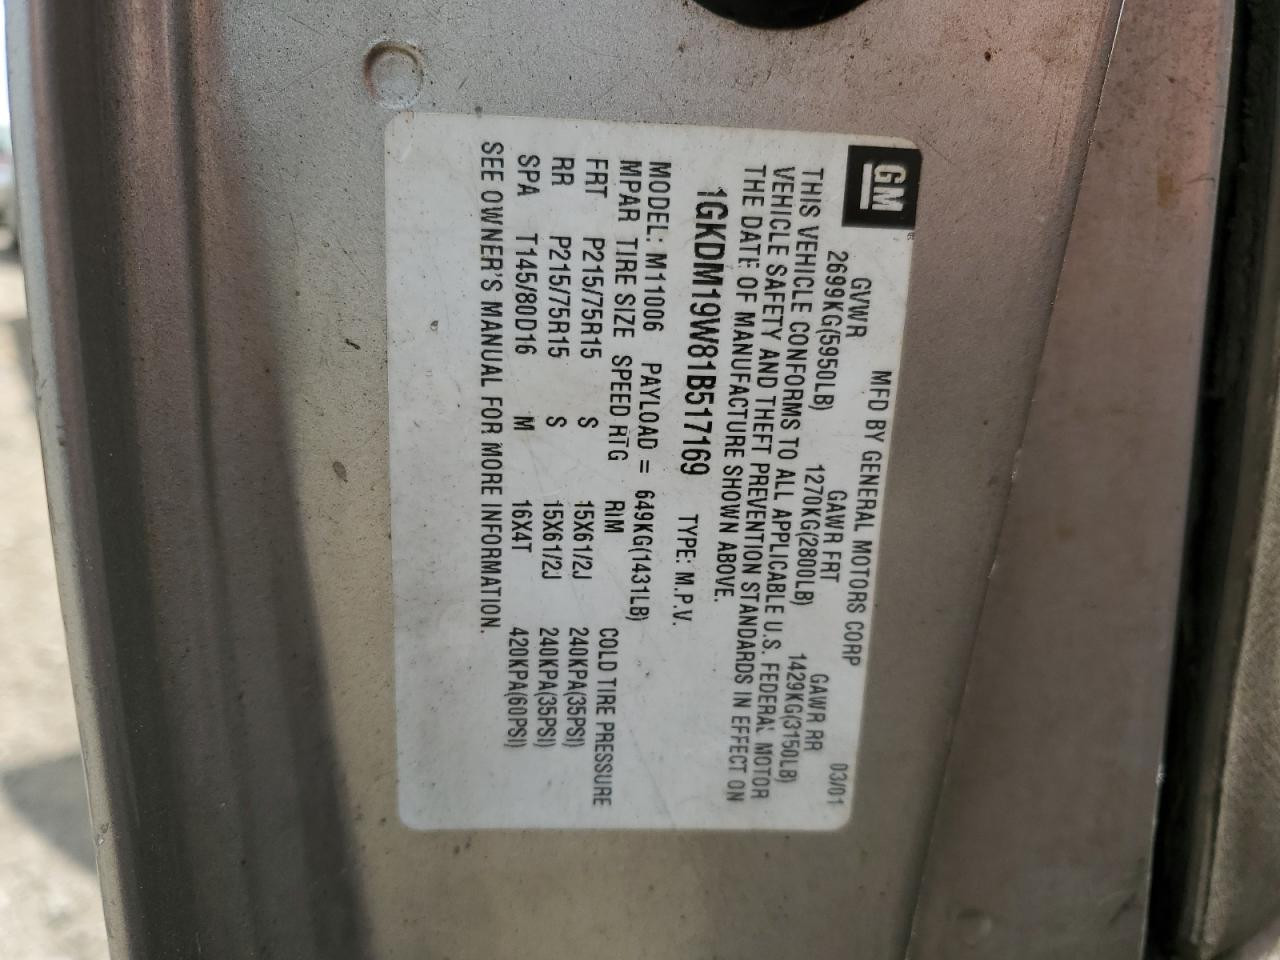 GM
MFD BY GENERAL MOTORS CORP 03/01
GVWR GAWR FRT GAWR RR
2699KG(5950LB) 1270KG(2800LB) 1429KG(3150LB)
THIS VEHICLE CONFORMS TO ALL APPLICABLE U.S. FEDERAL MOTOR
VEHICLE SAFETY AND THEFT PREVENTION STANDARDS IN EFFECT ON
THE DATE OF MANUFACTURE SHOWN ABOVE.
1GKDM19W81B517169 TYPE: M.P.V.
MODEL: M11006 PAYLOAD = 649KG(1431LB)
MPAR TIRE SIZE SPEED RTG RIM COLD TIRE PRESSURE
FRT P215/75R15 S 15X61/2J 240KPA(35PSI)
RR P215/75R15 S 15X61/2J 240KPA(35PSI)
SPA T145/80D16 M 16X4T 420KPA(60PSI)
SEE OWNER'S MANUAL FOR MORE INFORMATION.